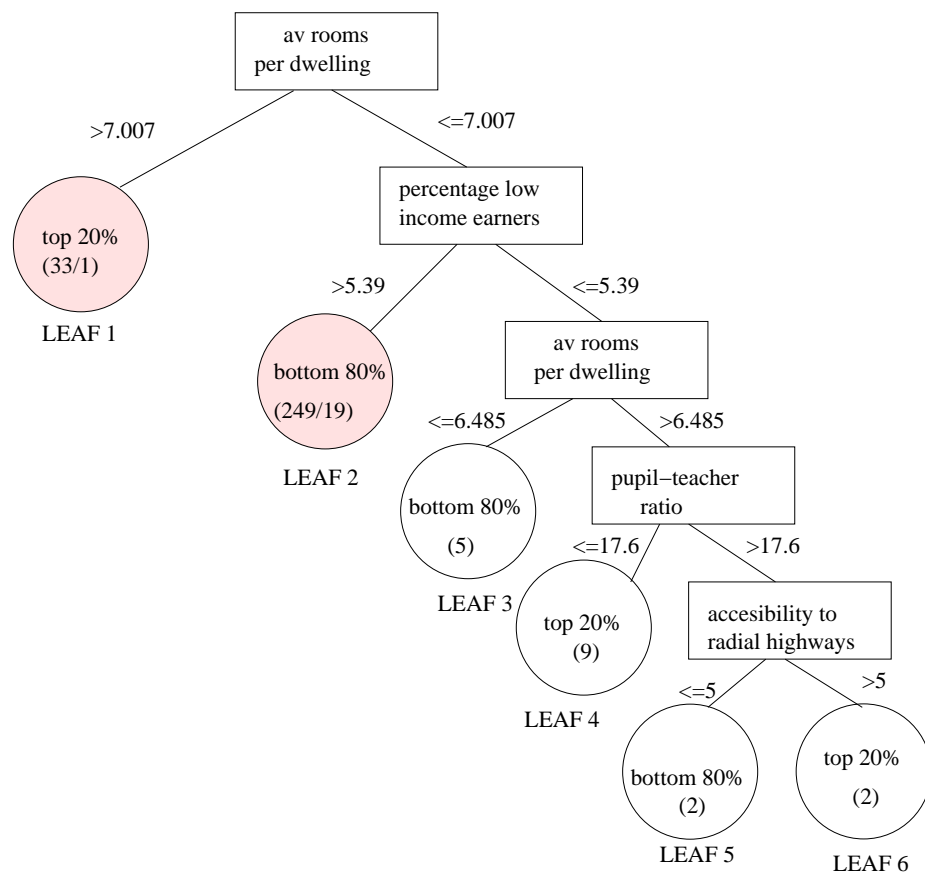 av rooms
per dwelling
>7.007
<=7.007
percentage low
income earners
top 20%
(33/1)
LEAF 1
>5.39
<=5.39
av rooms
per dwelling
bottom 80%
(249/19)
LEAF 2
<=6.485
>6.485
pupil−teacher
ratio
bottom 80%
(5)
LEAF 3
<=17.6
>17.6
accesibility to
radial highways
top 20%
(9)
LEAF 4
<=5
>5
bottom 80%
(2)
LEAF 5
top 20%
(2)
LEAF 6